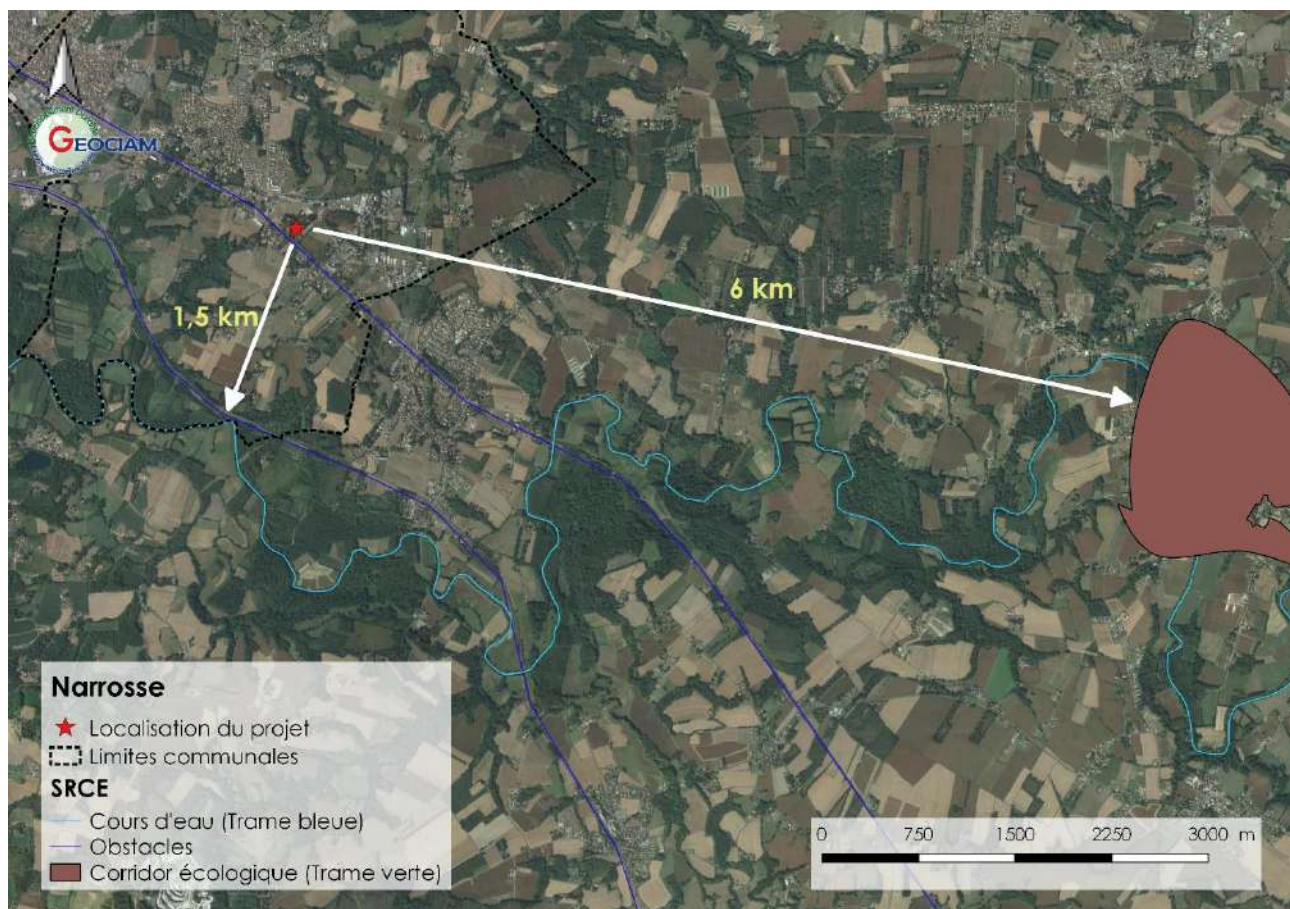 GEOCIAM
1,5 km
6 km
Narrosse
Localisation du projet
Limites communales
SRCE
Cours d'eau (Trame bleue)
Obstacles
Corridor écologique (Trame verte)
0 750 1500 2250 3000 m